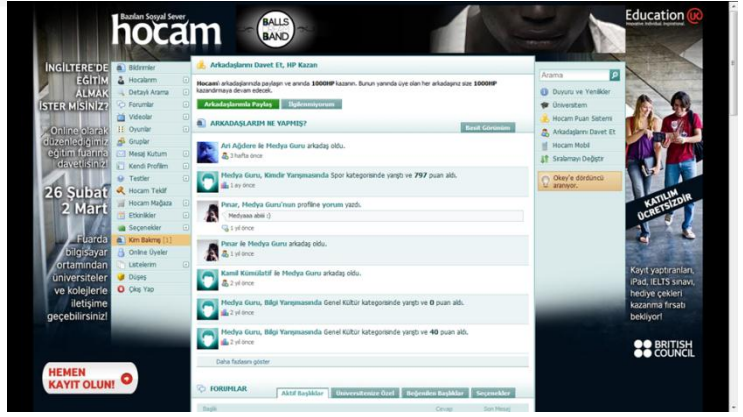 Bazıları Sosyal Sever
hocam
BALLS
BAND
Education UK
İNGİLTERE'DE
EĞİTİM
ALMAK
İSTER MİSİNİZ?
Online olarak
düzenlediğimiz
eğitim fuarına
davetlisiniz!
26 Şubat
2 Mart
Fuarda
bilgisayar
ortamından
üniversiteler
ve kolejlerle
iletişime
geçebilirsiniz!
HEMEN
KAYIT OLUN!
Bildirimler
Hocalarım
Detaylı Arama
Forumlar
Videolar
Oyunlar
Gruplar
Mesaj Kutum
Kendi Profilim
Testler
Hocam Teklif
Hocam Mağaza
Etkinlikler
Seçenekler
Kim Bakmış [1]
Online Üyeler
Listelerim
Düşeş
Çıkış Yap
Arkadaşlarını Davet Et, HP Kazan
Hocamı arkadaşlarınızla paylaşın ve anında 1000HP kazanın. Bunun yanında üye olan her arkadaşınız size 1000HP
kazandırmaya devam edecek.
Arkadaşlarınla Paylaş
İlgilenmiyorum
ARKADAŞLARIM NE YAPMIŞ?
Basit Görünüm
Arı Ağdere ile Medya Guru arkadaş oldu.
3 hafta önce
Medya Guru, Kimdir Yarışmasında Spor kategorisinde yarıştı ve 797 puan aldı.
1 ay önce
Pınar, Medya Guru'nun profiline yorum yazdı.
Medyaaa abiii :)
1 yıl önce
Pınar ile Medya Guru arkadaş oldu.
1 yıl önce
Kamil Kümülatif ile Medya Guru arkadaş oldu.
2 yıl önce
Medya Guru, Bilgi Yarışmasında Genel Kültür kategorisinde yarıştı ve 0 puan aldı.
2 yıl önce
Medya Guru, Bilgi Yarışmasında Genel Kültür kategorisinde yarıştı ve 40 puan aldı.
2 yıl önce
Daha fazlasını göster
FORUMLAR
Aktif Başlıklar
Üniversitenize Özel
Beğenilen Başlıklar
Seçenekler
Başlık
Cevap
Son Mesaj
Arama
Duyuru ve Yenilikler
Üniversitem
Hocam Puan Sistemi
Arkadaşlarını Davet Et
Hocam Mobil
Sıralamayı Değiştir
Okey'e dördüncü
aranıyor.
KATILIM
ÜCRETSİZDİR
Kayıt yaptıranları,
iPad, IELTS sınavı,
hediye çekleri
kazanma fırsatı
bekliyor!
BRITISH
COUNCIL